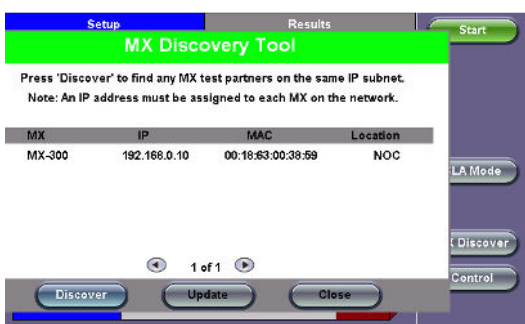 Setup Results
Start
MX Discovery Tool
Press 'Discover' to find any MX test partners on the same IP subnet.
Note: An IP address must be assigned to each MX on the network.
MX IP MAC Location
MX-300 192.168.0.10 00:18:63:00:38:59 NOC
LA Mode
Discover
1 of 1
Control
Discover Update Close